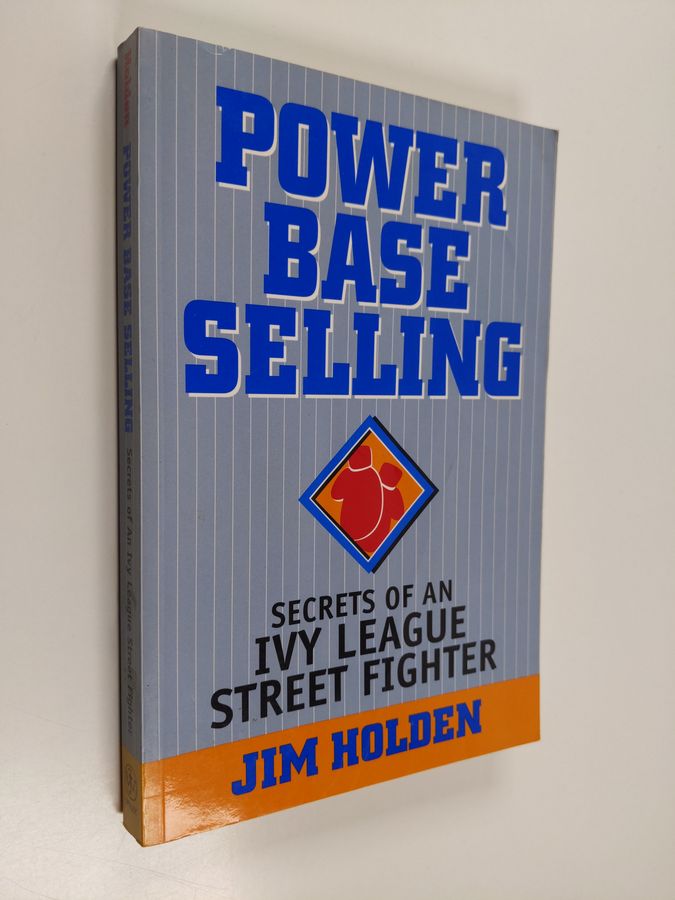 POWER
BASE
SELLING
SECRETS OF AN
IVY LEAGUE
STREET FIGHTER
JIM HOLDEN
Holden POWER BASE SELLING Secrets of An Ivy League Street Fighter